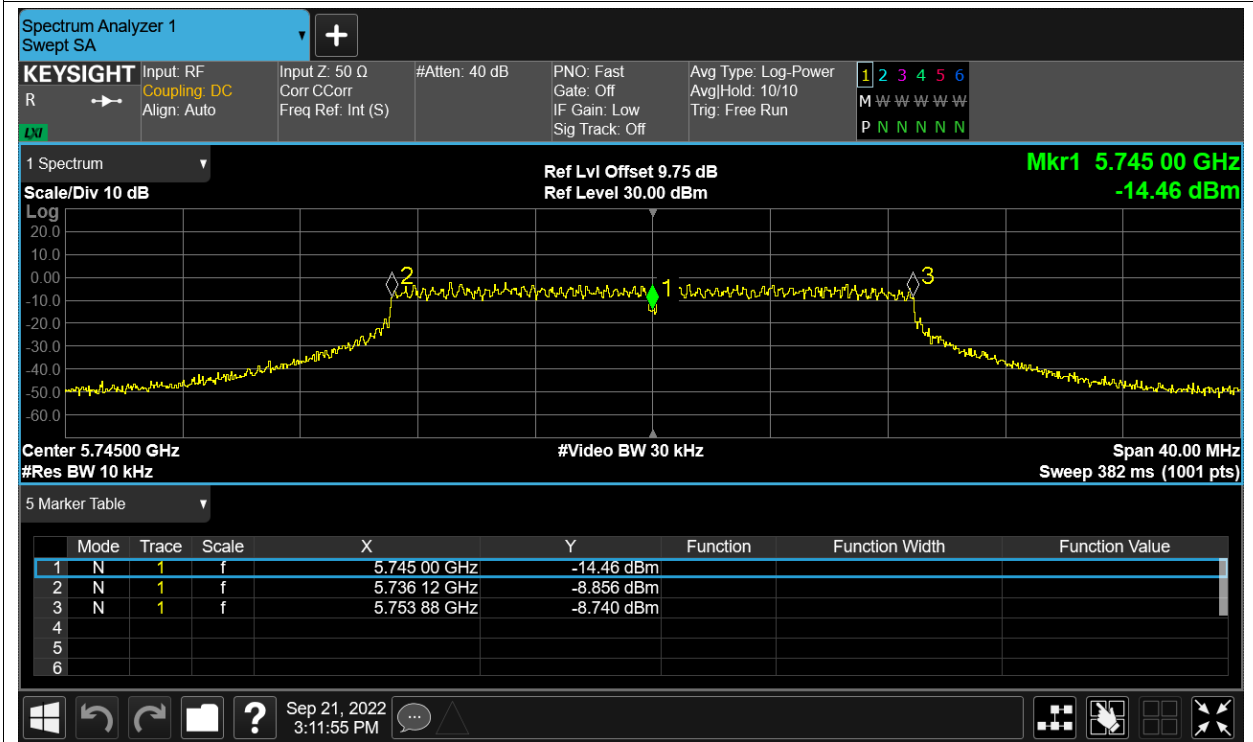 Spectrum Analyzer 1
Swept SA
+
KEYSIGHT Input: RF Input Z: 50 Ω #Atten: 40 dB PNO: Fast Avg Type: Log-Power 1 2 3 4 5 6
R Coupling: DC Corr CCorr Gate: Off Avg|Hold: 10/10 M W W W W W
Align: Auto Freq Ref: Int (S) IF Gain: Low Trig: Free Run
LXI Sig Track: Off P N N N N N
1 Spectrum Ref Lvl Offset 9.75 dB Mkr1 5.745 00 GHz
Scale/Div 10 dB Ref Level 30.00 dBm -14.46 dBm
Log
20.0
10.0
0.00
-10.0
-20.0
-30.0
-40.0
-50.0
-60.0
2 1 3
Center 5.74500 GHz #Video BW 30 kHz Span 40.00 MHz
#Res BW 10 kHz Sweep 382 ms (1001 pts)
5 Marker Table
Mode Trace Scale X Y Function Function Width Function Value
1 N 1 f 5.745 00 GHz -14.46 dBm
2 N 1 f 5.736 12 GHz -8.856 dBm
3 N 1 f 5.753 88 GHz -8.740 dBm
4
5
6
? Sep 21, 2022
3:11:55 PM